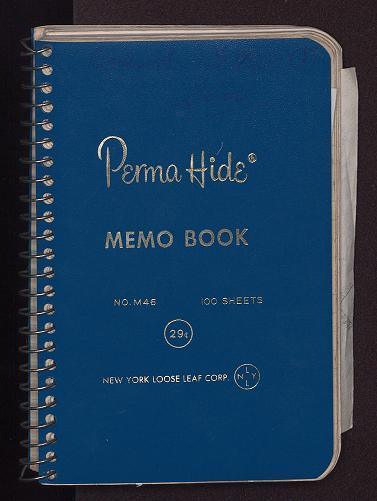 Perma Hide®
MEMO BOOK
NO. M46 100 SHEETS
29¢
NEW YORK LOOSE LEAF CORP. NYLL